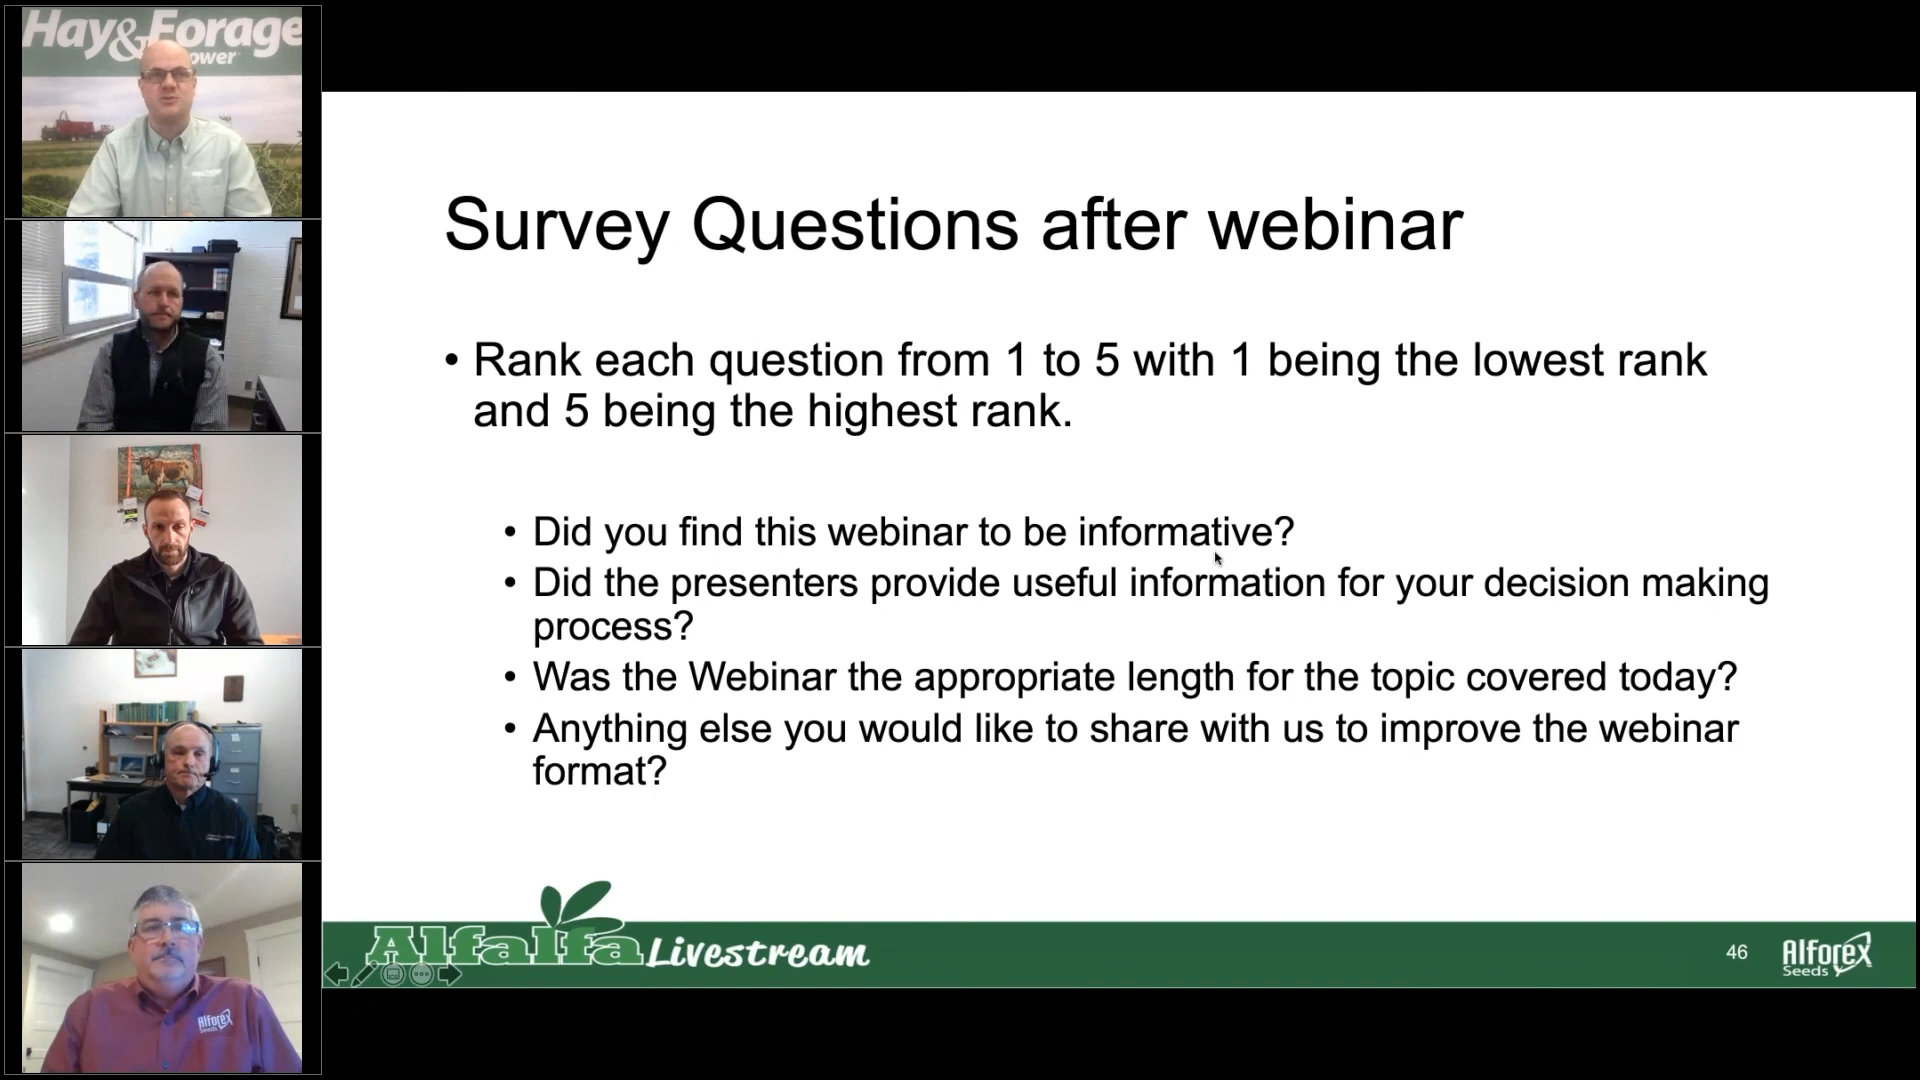 Hay&Forage
ower
Survey Questions after webinar
• Rank each question from 1 to 5 with 1 being the lowest rank
and 5 being the highest rank.
• Did you find this webinar to be informative?
• Did the presenters provide useful information for your decision making
process?
• Was the Webinar the appropriate length for the topic covered today?
• Anything else you would like to share with us to improve the webinar
format?
Alfalfa Livestream
46
Alforex
Seeds
Alforex
Seeds